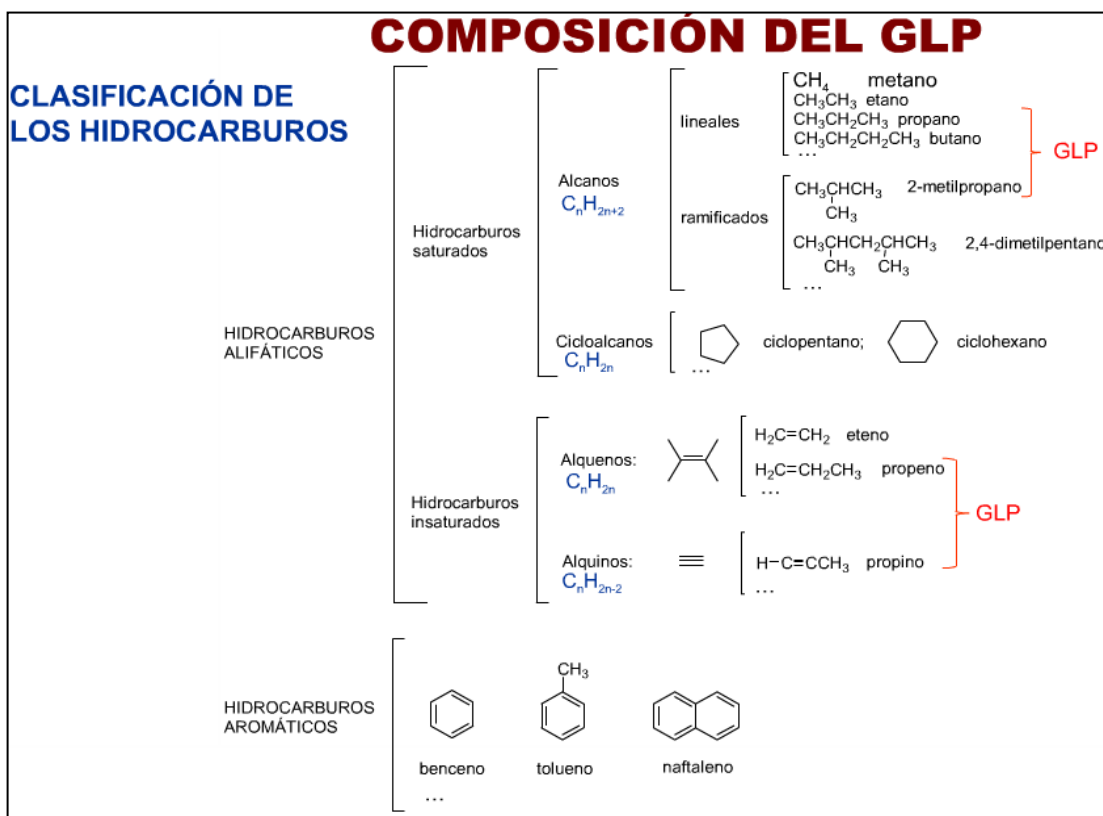 COMPOSICIÓN DEL GLP
CLASIFICACIÓN DE
LOS HIDROCARBUROS
HIDROCARBUROS
ALIFÁTICOS
Hidrocarburos
saturados
Alcanos
CₙH₂ₙ₊₂
lineales
CH₄ metano
CH₃CH₃ etano
CH₃CH₂CH₃ propano
CH₃CH₂CH₂CH₃ butano
...
GLP
ramificados
CH₃CHCH₃ 2-metilpropano
CH₃
CH₃CHCH₂CHCH₃ 2,4-dimetilpentano
CH₃ CH₃
...
Cicloalcanos
CₙH₂ₙ
ciclopentano; ciclohexano
...
Hidrocarburos
insaturados
Alquenos:
CₙH₂ₙ
H₂C=CH₂ eteno
H₂C=CH₂CH₃ propeno
...
GLP
Alquinos:
CₙH₂ₙ₋₂
H-C=CCH₃ propino
...
HIDROCARBUROS
AROMÁTICOS
CH₃
benceno tolueno naftaleno
...